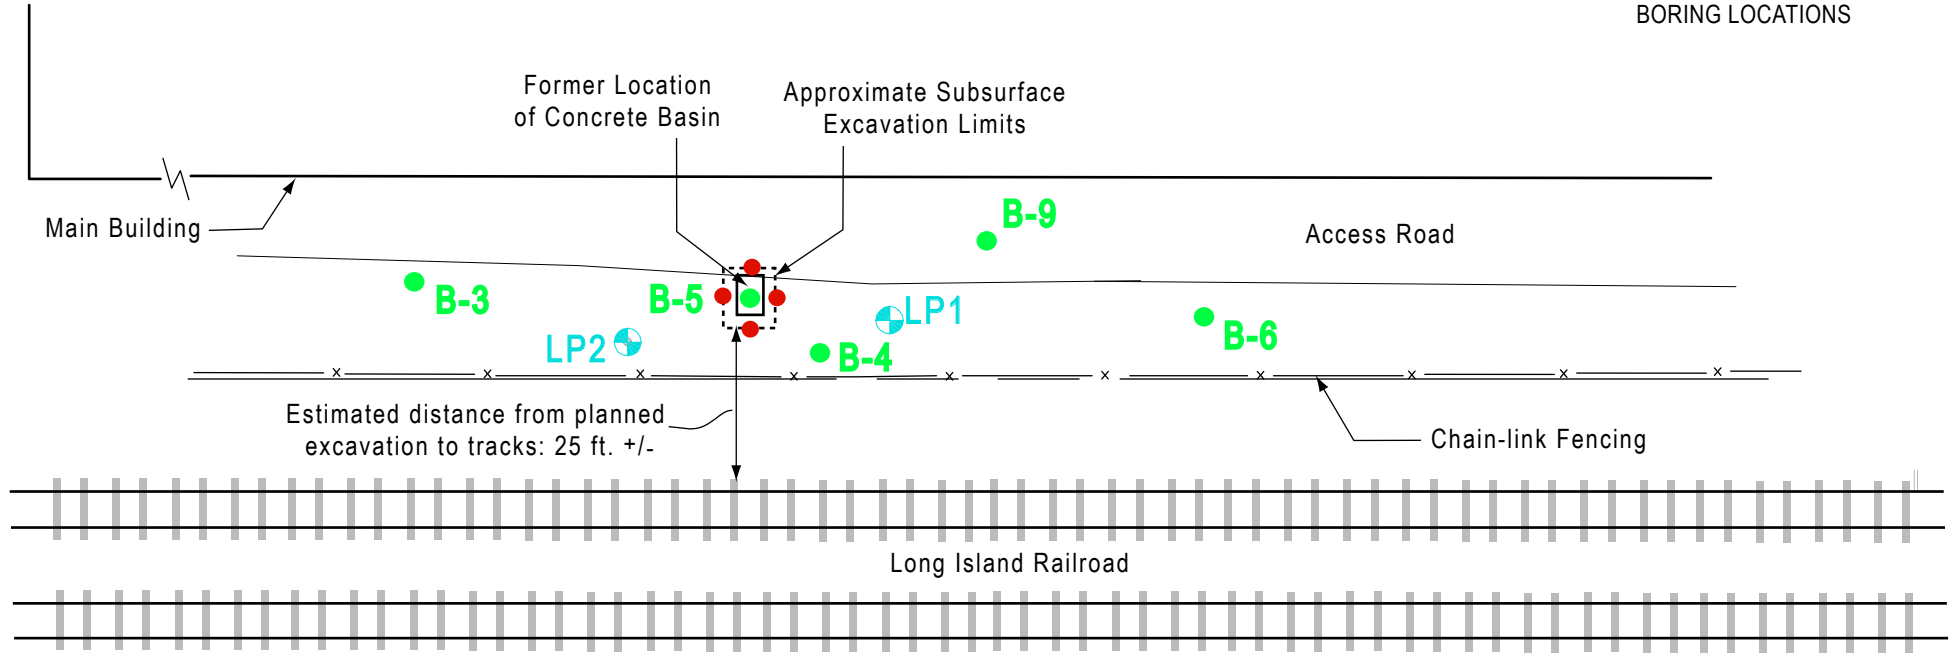 BORING LOCATIONS
Former Location
of Concrete Basin
Approximate Subsurface
Excavation Limits
Main Building
B-9
Access Road
B-3
B-5
LP1
LP2
B-4
B-6
Estimated distance from planned
excavation to tracks: 25 ft. +/-
Chain-link Fencing
Long Island Railroad